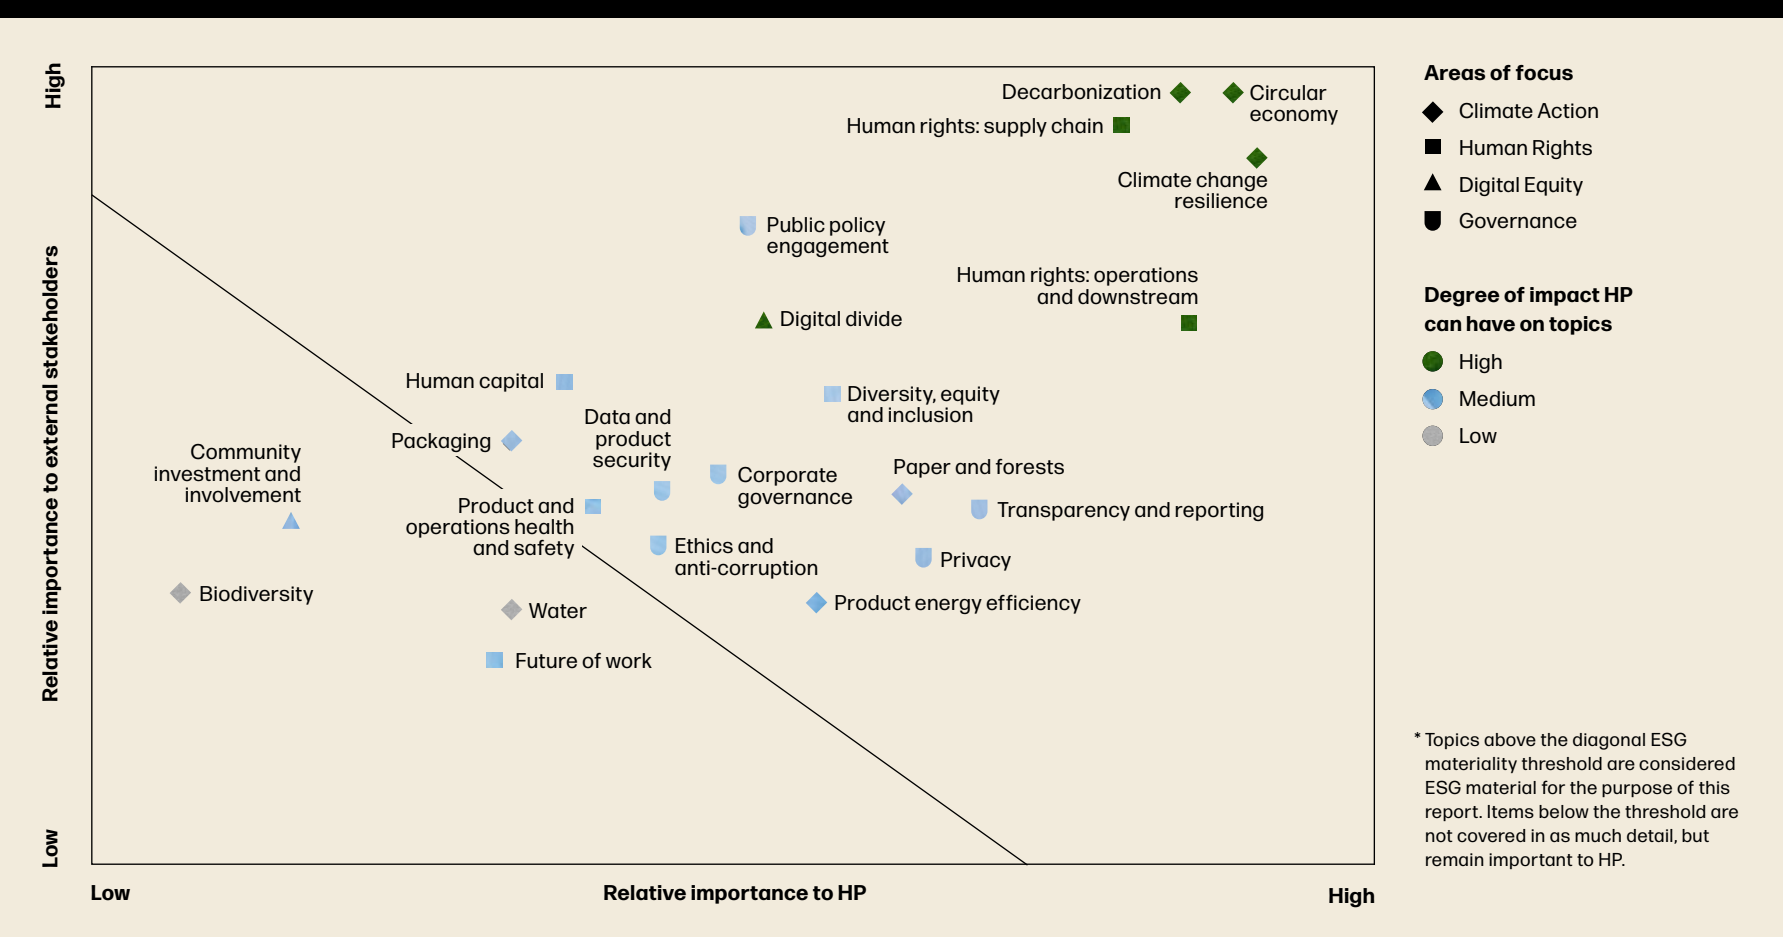 High
Relative importance to external stakeholders
Low
Decarbonization
Circular
economy
Human rights: supply chain
Climate change
resilience
Public policy
engagement
Human rights: operations
and downstream
Digital divide
Human capital
Diversity, equity
and inclusion
Data and
product
security
Packaging
Community
investment and
involvement
Corporate
governance
Paper and forests
Product and
operations health
and safety
Transparency and reporting
Ethics and
anti-corruption
Privacy
Biodiversity
Water
Product energy efficiency
Future of work
Low
Relative importance to HP
High
Areas of focus
Climate Action
Human Rights
Digital Equity
Governance
Degree of impact HP
can have on topics
High
Medium
Low
* Topics above the diagonal ESG
materiality threshold are considered
ESG material for the purpose of this
report. Items below the threshold are
not covered in as much detail, but
remain important to HP.